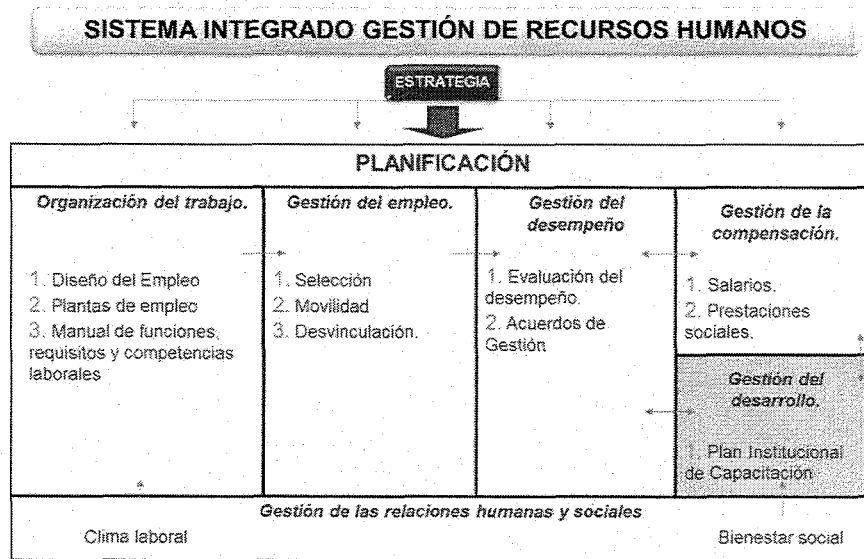 SISTEMA INTEGRADO GESTIÓN DE RECURSOS HUMANOS
ESTRATEGIA
PLANIFICACIÓN
Organización del trabajo.
1. Diseño del Empleo
2. Plantas de empleo
3. Manual de funciones,
requisitos y competencias
laborales
Gestión del empleo.
1. Selección
2. Movilidad
3. Desvinculación.
Gestión del
desempeño
1. Evaluación del
desempeño.
2. Acuerdos de
Gestión
Gestión de la
compensación.
1. Salarios.
2. Prestaciones
sociales.
Gestión del
desarrollo.
1. Plan Institucional
de Capacitación
Gestión de las relaciones humanas y sociales
Clima laboral
Bienestar social